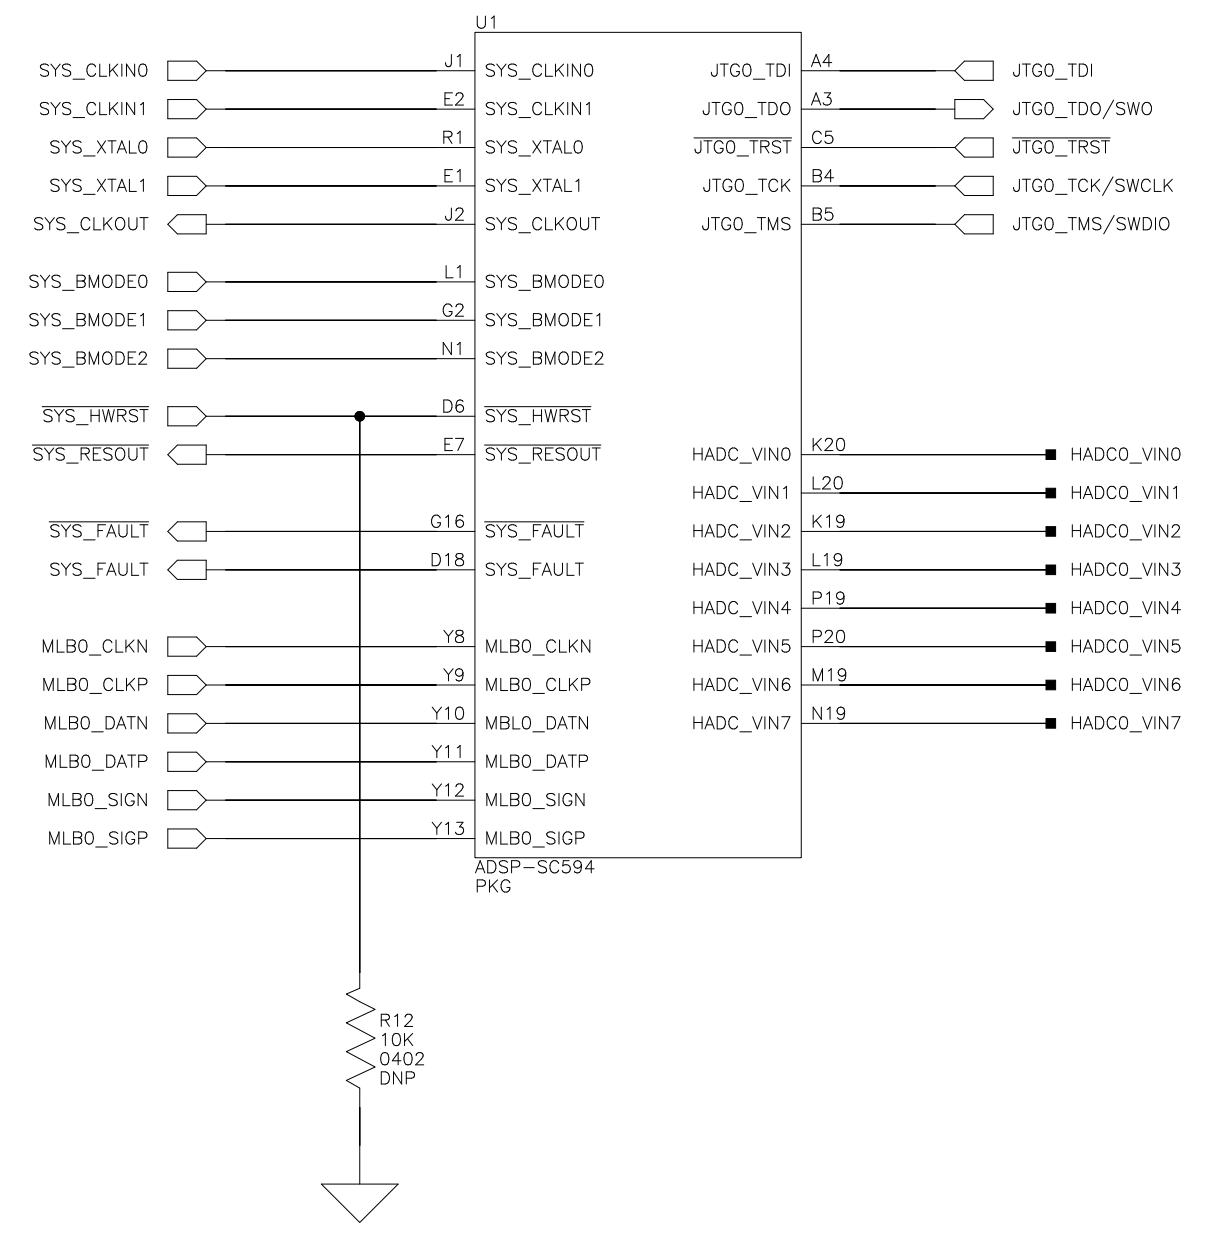 U1
SYS_CLKIN0 J1 SYS_CLKIN0 JTG0_TDI A4 JTG0_TDI
SYS_CLKIN1 E2 SYS_CLKIN1 JTG0_TDO A3 JTG0_TDO/SWO
SYS_XTAL0 R1 SYS_XTAL0 JTG0_TRST C5 JTG0_TRST
SYS_XTAL1 E1 SYS_XTAL1 JTG0_TCK B4 JTG0_TCK/SWCLK
SYS_CLKOUT J2 SYS_CLKOUT JTG0_TMS B5 JTG0_TMS/SWDIO
SYS_BMODE0 L1 SYS_BMODE0
SYS_BMODE1 G2 SYS_BMODE1
SYS_BMODE2 N1 SYS_BMODE2
SYS_HWRST D6 SYS_HWRST
SYS_RESOUT E7 SYS_RESOUT HADC_VIN0 K20 HADC0_VIN0
HADC_VIN1 L20 HADC0_VIN1
SYS_FAULT G16 SYS_FAULT HADC_VIN2 K19 HADC0_VIN2
SYS_FAULT D18 SYS_FAULT HADC_VIN3 L19 HADC0_VIN3
HADC_VIN4 P19 HADC0_VIN4
MLB0_CLKN Y8 MLB0_CLKN HADC_VIN5 P20 HADC0_VIN5
MLB0_CLKP Y9 MLB0_CLKP HADC_VIN6 M19 HADC0_VIN6
MLB0_DATN Y10 MBL0_DATN HADC_VIN7 N19 HADC0_VIN7
MLB0_DATP Y11 MLB0_DATP
MLB0_SIGN Y12 MLB0_SIGN
MLB0_SIGP Y13 MLB0_SIGP
ADSP-SC594
PKG
R12
10K
0402
DNP